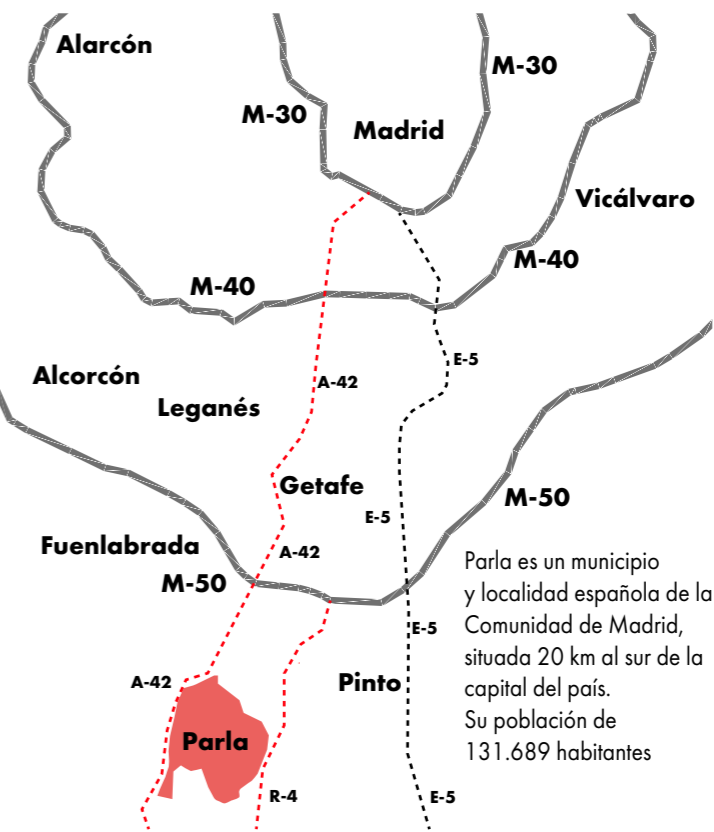 Alarcón
M-30
M-30
Madrid
Vicálvaro
M-40
M-40
E-5
Alcorcón
A-42
Leganés
Getafe
M-50
E-5
Fuenlabrada
A-42
M-50
Parla es un municipio
y localidad española de la
Comunidad de Madrid,
situada 20 km al sur de la
capital del país.
Su población de
131.689 habitantes
E-5
A-42
Pinto
Parla
R-4
E-5